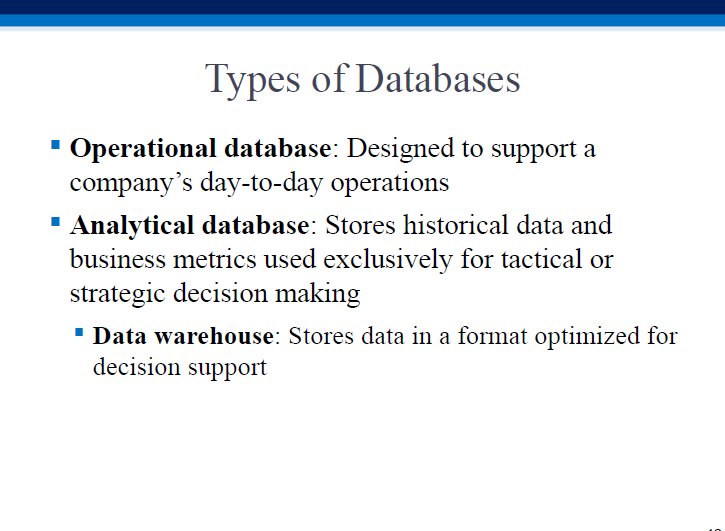 Types of Databases
Operational database: Designed to support a
company’s day-to-day operations
Analytical database: Stores historical data and
business metrics used exclusively for tactical or
strategic decision making
Data warehouse: Stores data in a format optimized for
decision support